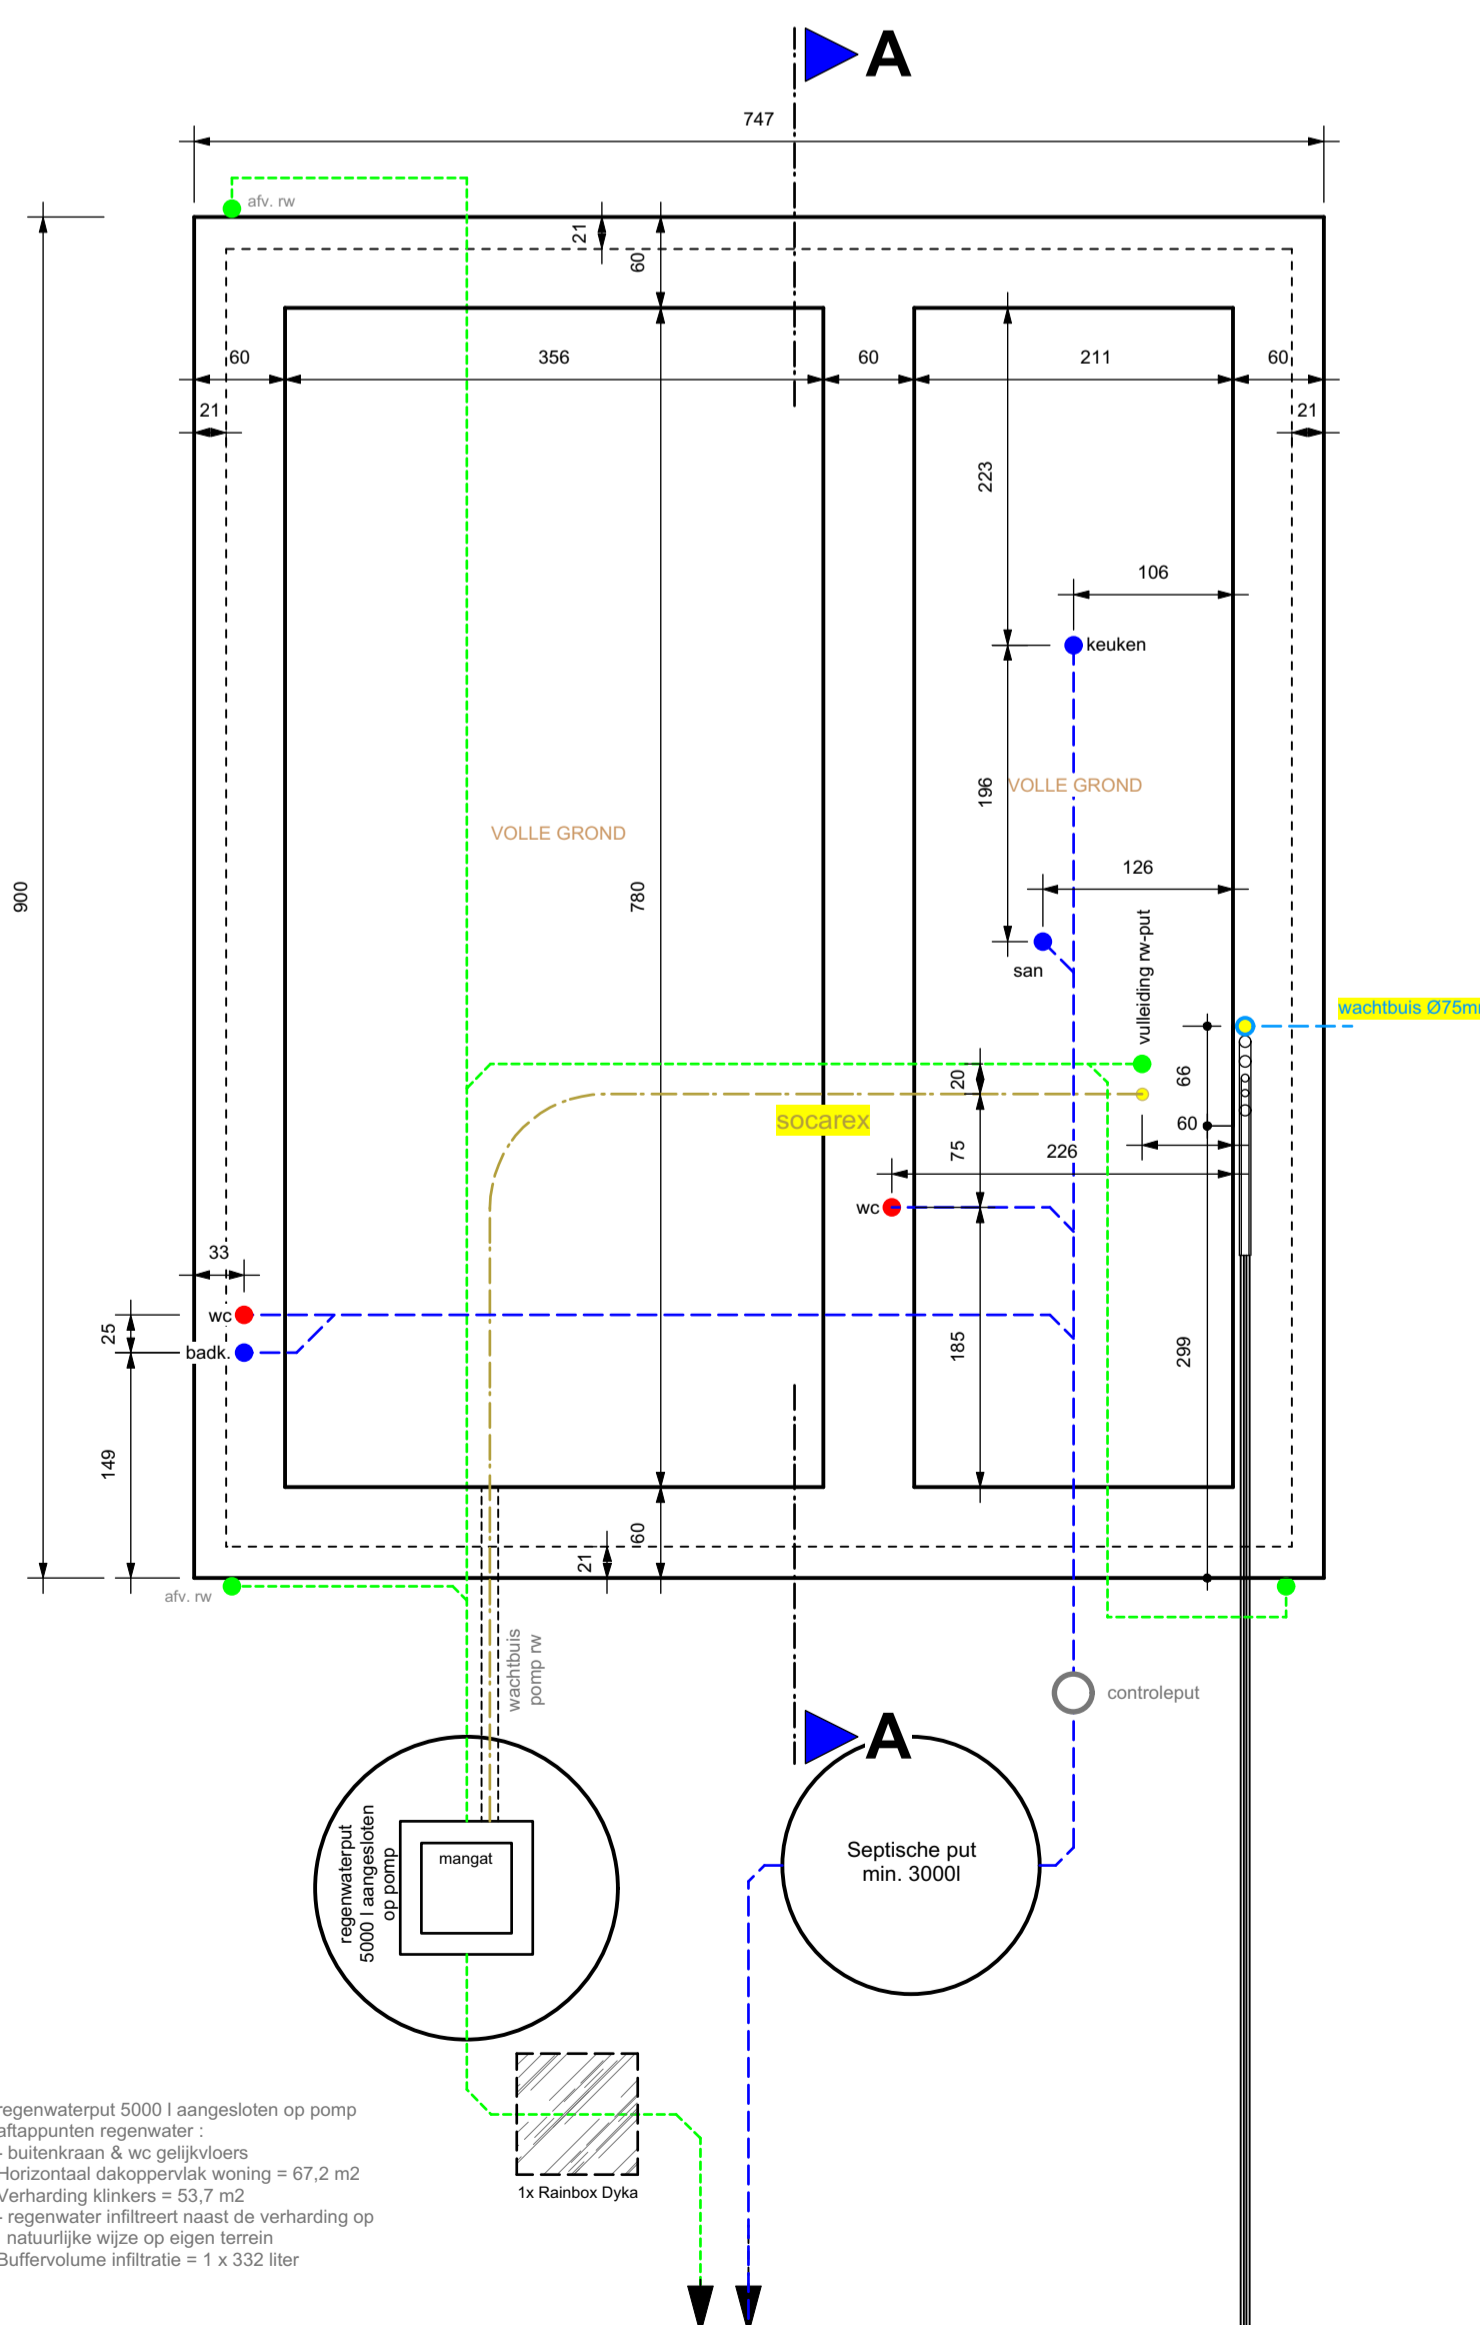 A
747
afv. rw
21
60
60
356
60
211
60
21
21
223
106
keuken
196
VOLLE GROND
VOLLE GROND
900
780
126
san
vulleiding rw-put
wachtbuis Ø75m
66
20
socarex
60
75
226
wc
33
wc
25
badk.
185
299
149
60
21
afv. rw
wachtbuis
pomp rw
controleput
A
regenwaterput
5000 l aangesloten
op pomp
mangat
Septische put
min. 3000l
1x Rainbox Dyka
regenwaterput 5000 l aangesloten op pomp
aftappunten regenwater :
- buitenkraan & wc gelijkvloers
Horizontaal dakoppervlak woning = 67,2 m2
Verharding klinkers = 53,7 m2
- regenwater infiltreert naast de verharding op
natuurlijke wijze op eigen terrein
Buffervolume infiltratie = 1 x 332 liter